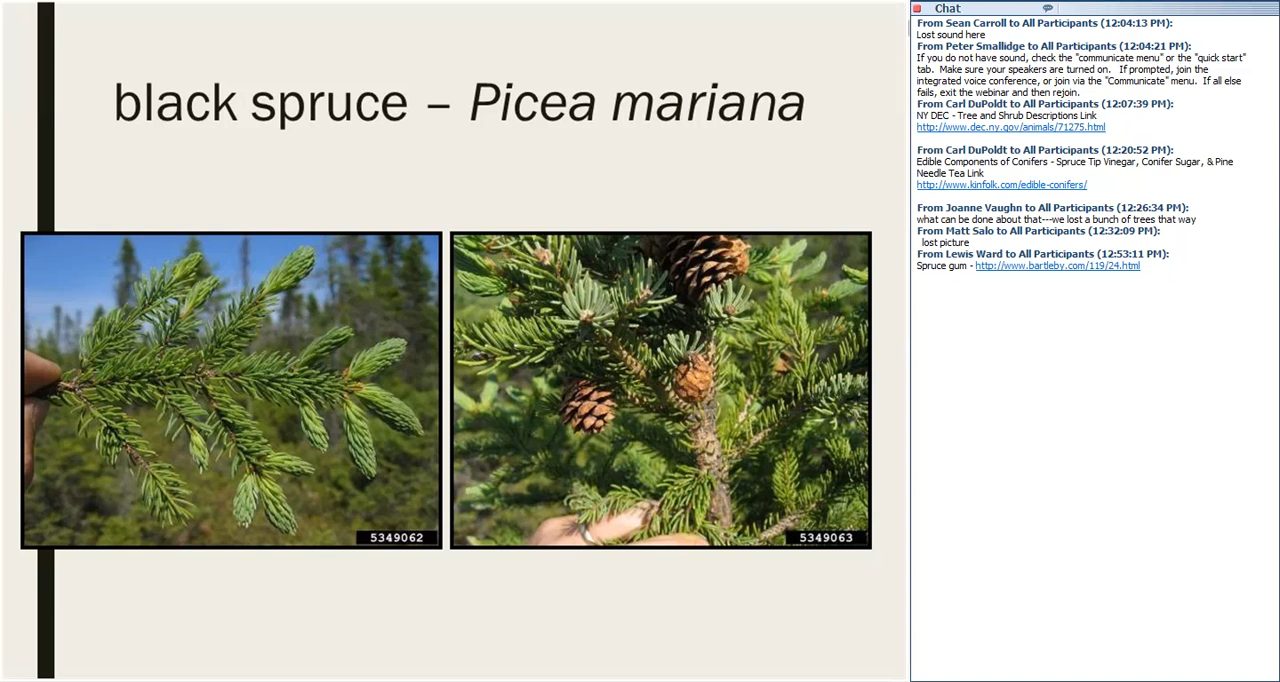 black spruce – Picea mariana
5349062
5349063
Chat
From Sean Carroll to All Participants (12:04:13 PM):
Lost sound here
From Peter Smallidge to All Participants (12:04:21 PM):
If you do not have sound, check the "communicate menu" or the "quick start"
tab.  Make sure your speakers are turned on.   If prompted, join the
integrated voice conference, or join via the "Communicate" menu.  If all else
fails, exit the webinar and then rejoin.
From Carl DuPoldt to All Participants (12:07:39 PM):
NY DEC - Tree and Shrub Descriptions Link
http://www.dec.ny.gov/animals/71275.html
From Carl DuPoldt to All Participants (12:20:52 PM):
Edible Components of Conifers - Spruce Tip Vinegar, Conifer Sugar, & Pine
Needle Tea Link
http://www.kinfolk.com/edible-conifers/
From Joanne Vaughn to All Participants (12:26:34 PM):
what can be done about that---we lost a bunch of trees that way
From Matt Salo to All Participants (12:32:09 PM):
lost picture
From Lewis Ward to All Participants (12:53:11 PM):
Spruce gum - http://www.bartleby.com/119/24.html